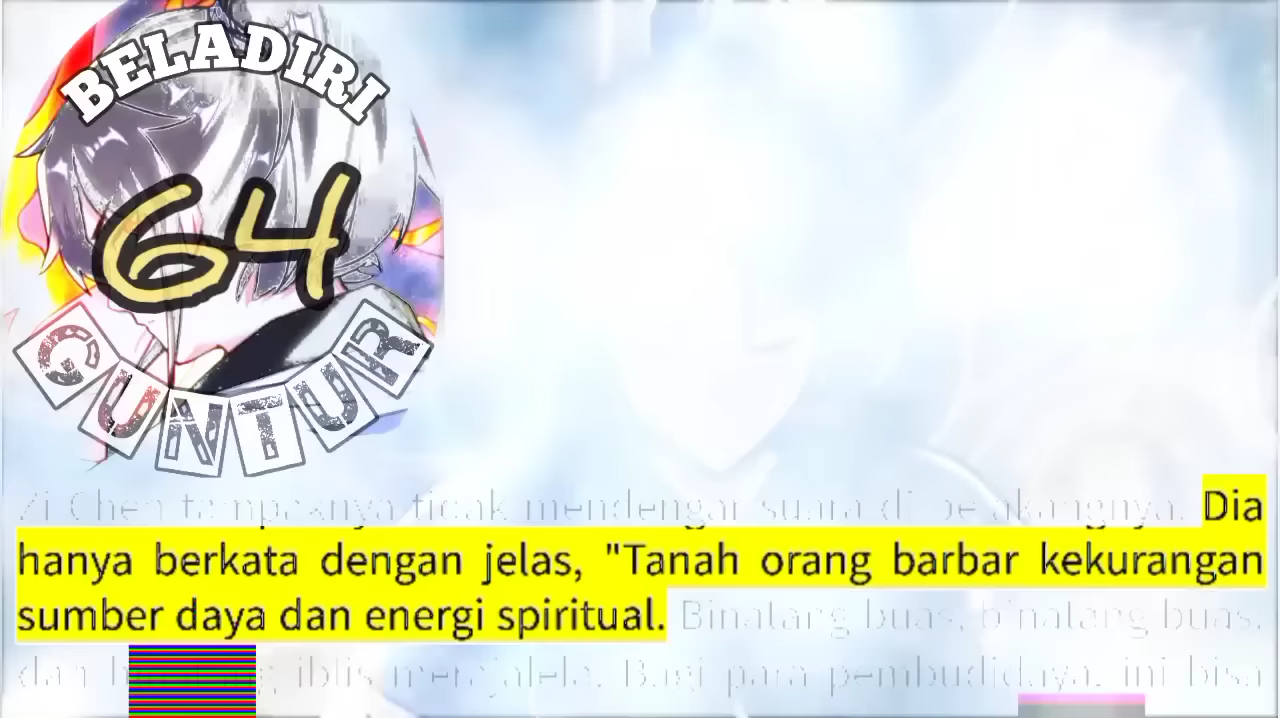 BELADIRI
64
GUNTUR
Zi Chen tampaknya tidak mendengar suara di belakangnya. Dia
hanya berkata dengan jelas, "Tanah orang barbar kekurangan
sumber daya dan energi spiritual. Binatang buas, binatang buas,
dan iblis merajalela. Bagi para pembudidaya, ini bisa